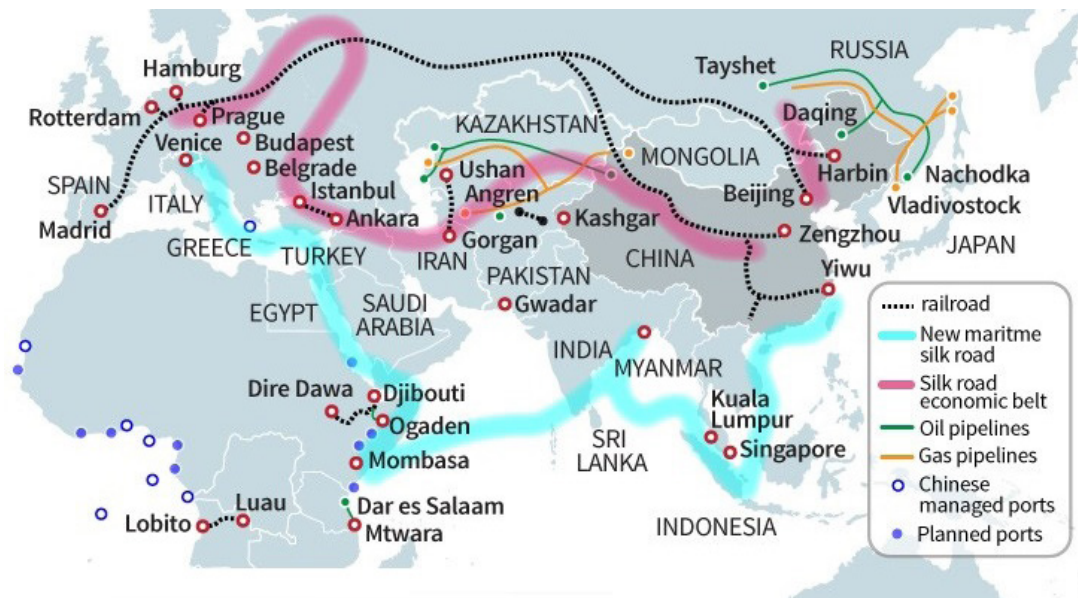 Hamburg
Rotterdam
Prague
Venice
Budapest
Belgrade
SPAIN
ITALY
Istanbul
Madrid
Ankara
GREECE
TURKEY
KAZAKHSTAN
Ushan
Angren
Gorgan
IRAN
Kashgar
PAKISTAN
Gwadar
EGYPT
SAUDI
ARABIA
RUSSIA
Tayshet
Daqing
MONGOLIA
Harbin
Beijing
Nachodka
Vladivostock
Zengzhou
JAPAN
CHINA
Yiwu
INDIA
MYANMAR
Dire Dawa
Djibouti
Ogaden
Mombasa
SRI
LANKA
Kuala
Lumpur
Singapore
Luau
Lobito
Dar es Salaam
Mtwara
INDONESIA
railroad
New maritme
silk road
Silk road
economic belt
Oil pipelines
Gas pipelines
Chinese
managed ports
Planned ports